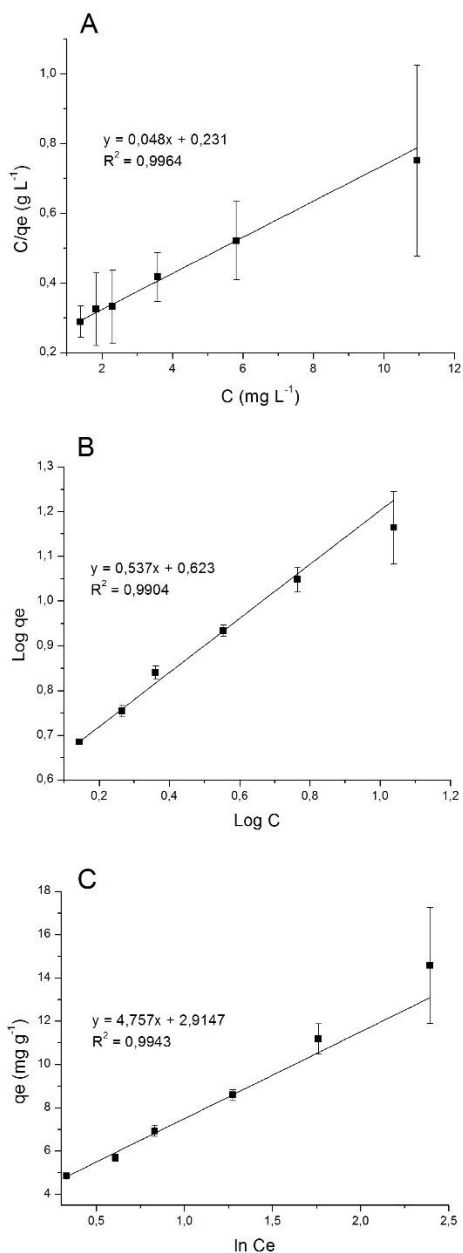 A
1,0
0,8
0,6
0,4
0,2
C/qe (g L⁻¹)
y = 0,048x + 0,231
R² = 0,9964
2 4 6 8 10 12
C (mg L⁻¹)
B
1,3
1,2
1,1
1,0
0,9
0,8
0,7
0,6
Log qe
y = 0,537x + 0,623
R² = 0,9904
0,2 0,4 0,6 0,8 1,0 1,2
Log C
C
18
16
14
12
10
8
6
4
qe (mg g⁻¹)
y = 4,757x + 2,9147
R² = 0,9943
0,5 1,0 1,5 2,0 2,5
ln Ce